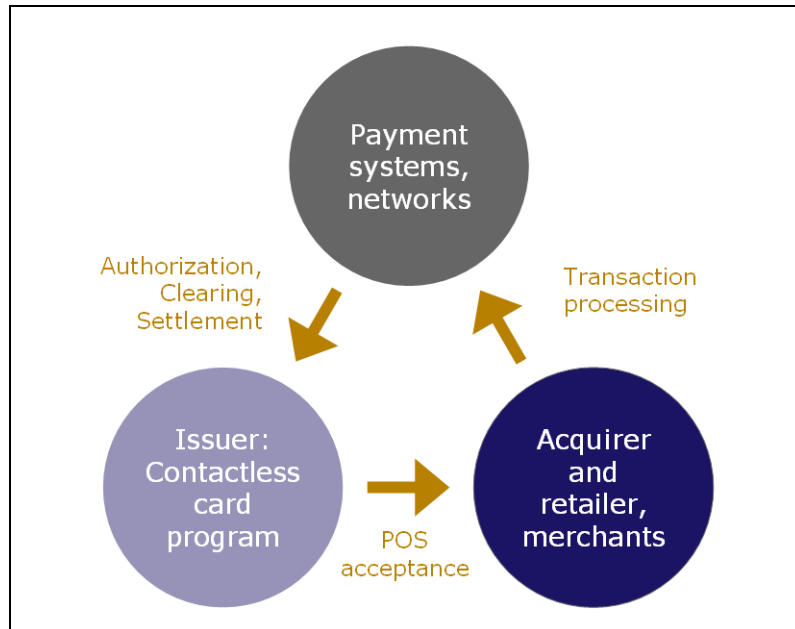 Payment
systems,
networks
Authorization,
Clearing,
Settlement
Transaction
processing
Issuer:
Contactless
card
program
POS
acceptance
Acquirer
and
retailer,
merchants